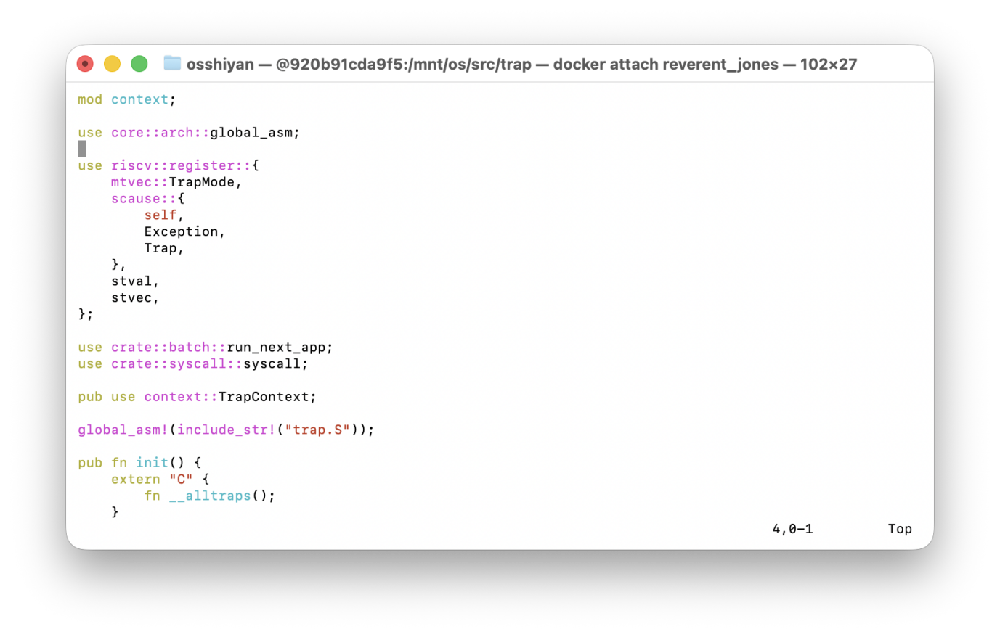 osshiyan — @920b91cda9f5:/mnt/os/src/trap — docker attach reverent_jones — 102×27
mod context;

use core::arch::global_asm;

use riscv::register::{
    mtvec::TrapMode,
    scause::{
        self,
        Exception,
        Trap,
    },
    stval,
    stvec,
};

use crate::batch::run_next_app;
use crate::syscall::syscall;

pub use context::TrapContext;

global_asm!(include_str!("trap.S"));

pub fn init() {
    extern "C" {
        fn __alltraps();
    }
4,0-1 Top